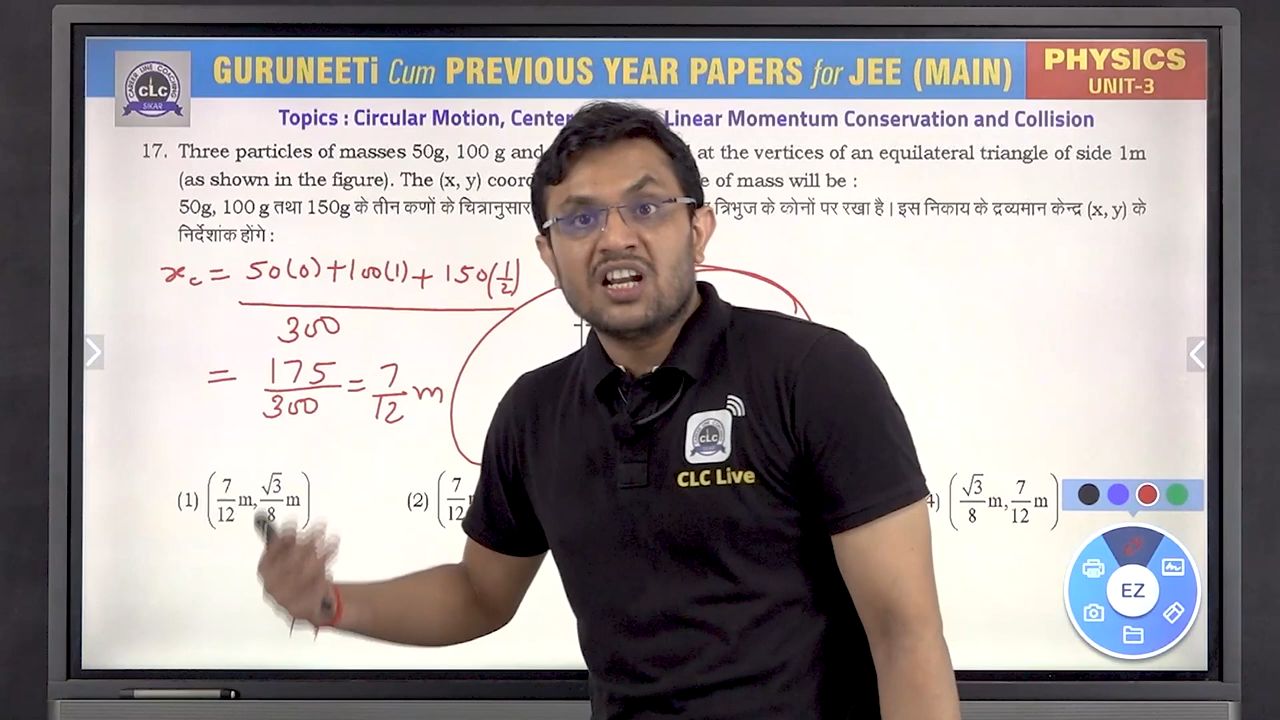 GURUNEETi Cum PREVIOUS YEAR PAPERS for JEE (MAIN)
PHYSICS
UNIT-3
CLC
SIKAR
Topics : Circular Motion, Center Linear Momentum Conservation and Collision
17. Three particles of masses 50g, 100 g and at the vertices of an equilateral triangle of side 1m
(as shown in the figure). The (x, y) of mass will be :
50g, 100 g तथा 150g के तीन कणों के चित्रानुसार त्रिभुज के कोनों पर रखा है। इस निकाय के द्रव्यमान केन्द्र (x, y) के
निर्देशांक होंगे :
x_c = 50(0)+100(1)+150(1/2)
300
= 175/300 = 7/12 m
(1) (7/12 m, √3/8 m) (2) (7/12 4) (√3/8 m, 7/12 m)
EZ
CLC
CLC Live